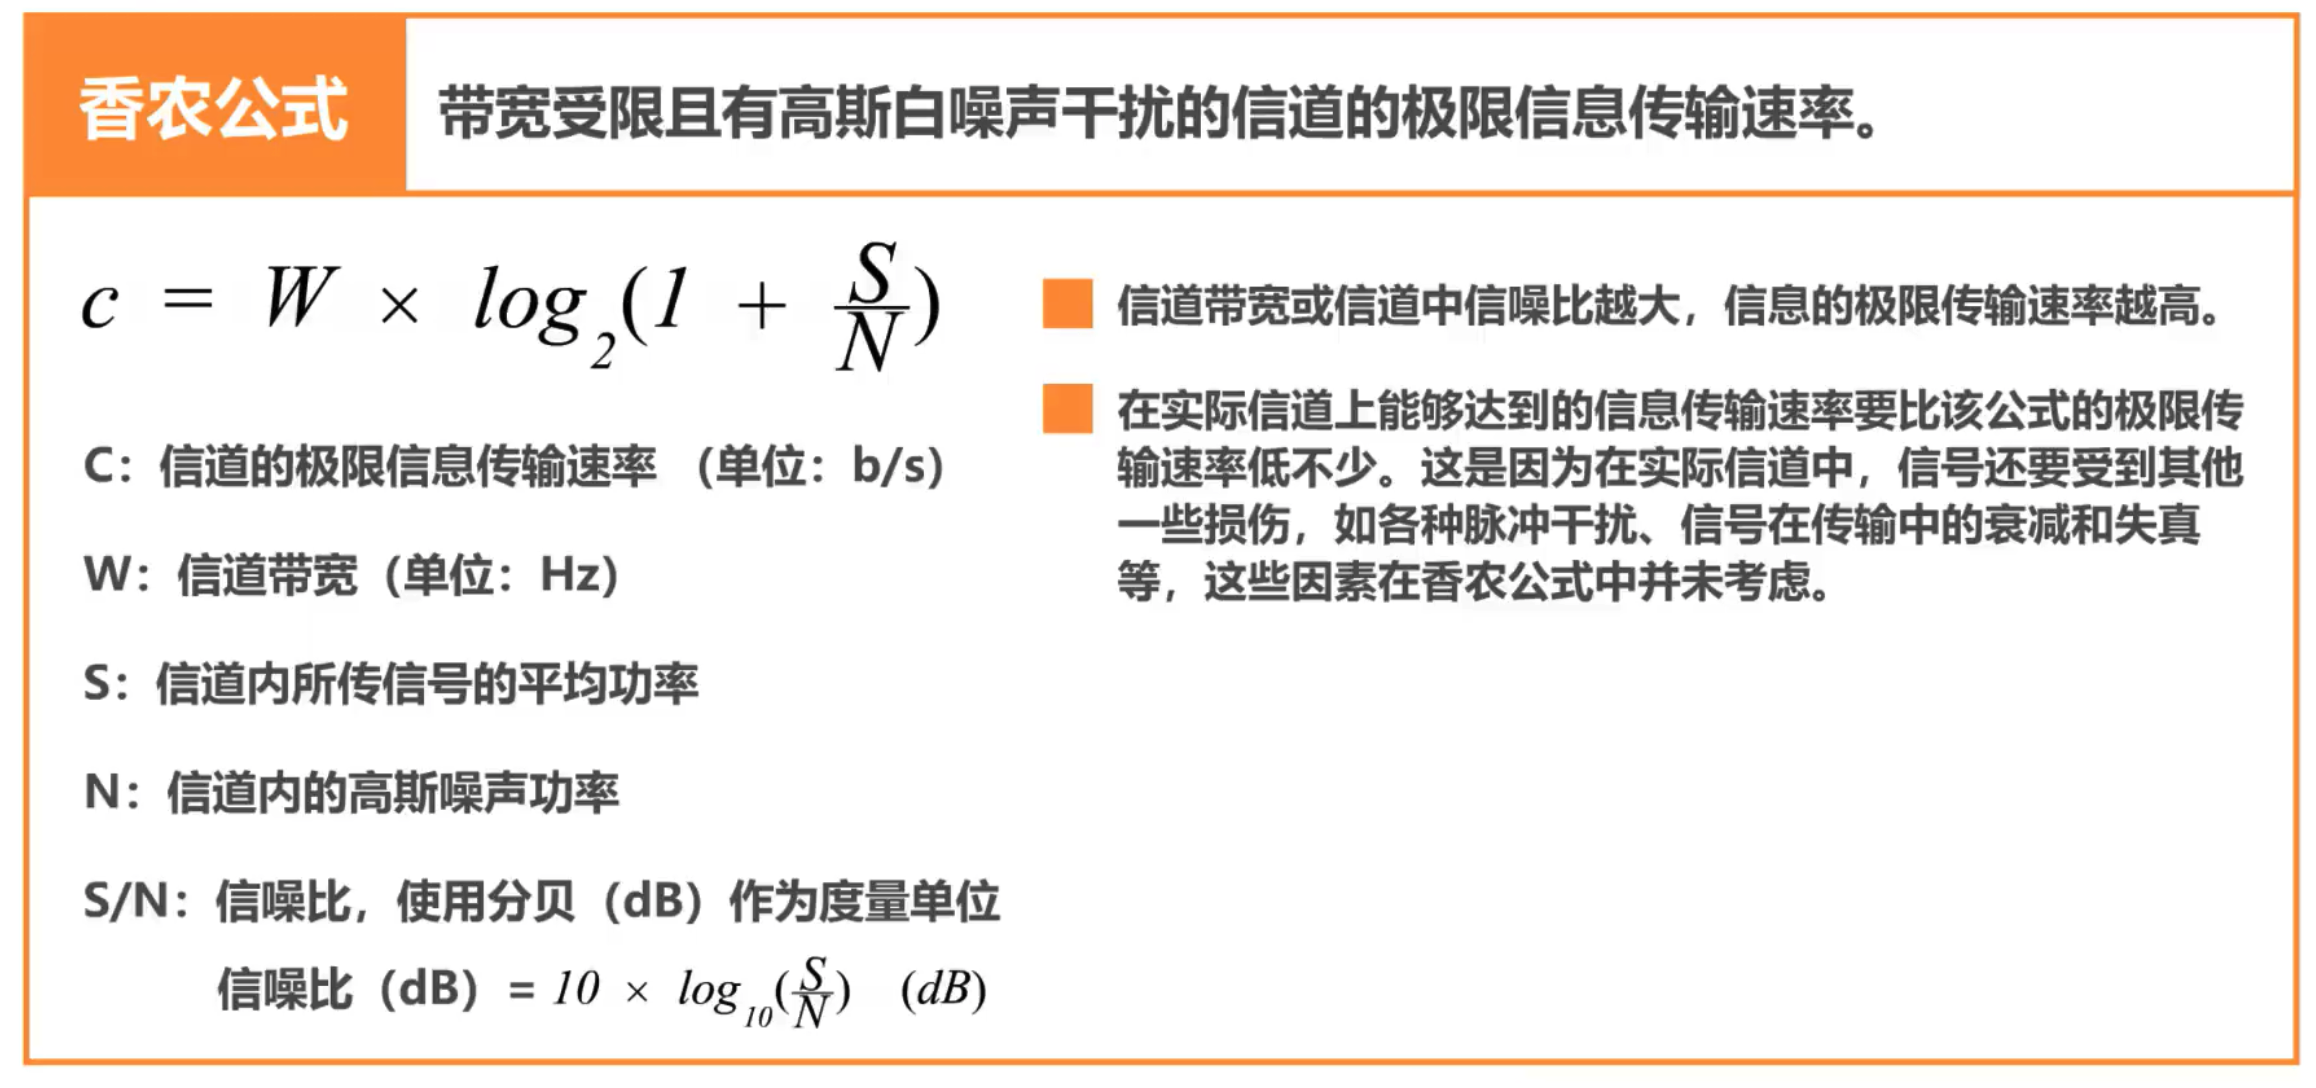 香农公式
带宽受限且有高斯白噪声干扰的信道的极限信息传输速率。
c = W × log₂(1 + S/N)
C：信道的极限信息传输速率 （单位：b/s）
W：信道带宽（单位：Hz）
S：信道内所传信号的平均功率
N：信道内的高斯噪声功率
S/N：信噪比，使用分贝（dB）作为度量单位
信噪比（dB）= 10 × log₁₀(S/N) (dB)
信道带宽或信道中信噪比越大，信息的极限传输速率越高。
在实际信道上能够达到的信息传输速率要比该公式的极限传
输速率低不少。这是因为在实际信道中，信号还要受到其他
一些损伤，如各种脉冲干扰、信号在传输中的衰减和失真
等，这些因素在香农公式中并未考虑。